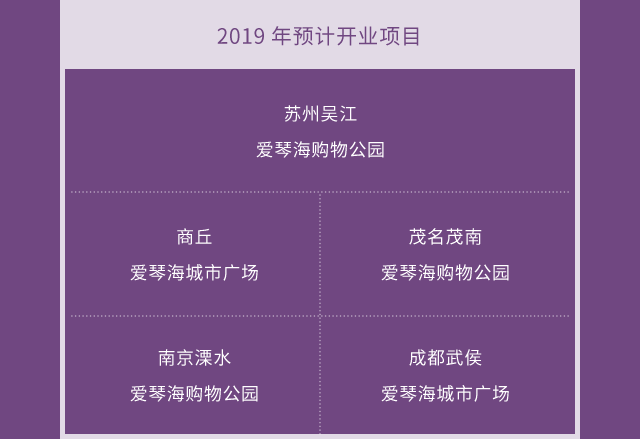 2019 年预计开业项目
苏州吴江
爱琴海购物公园
商丘
爱琴海城市广场
茂名茂南
爱琴海购物公园
南京溧水
爱琴海购物公园
成都武侯
爱琴海城市广场